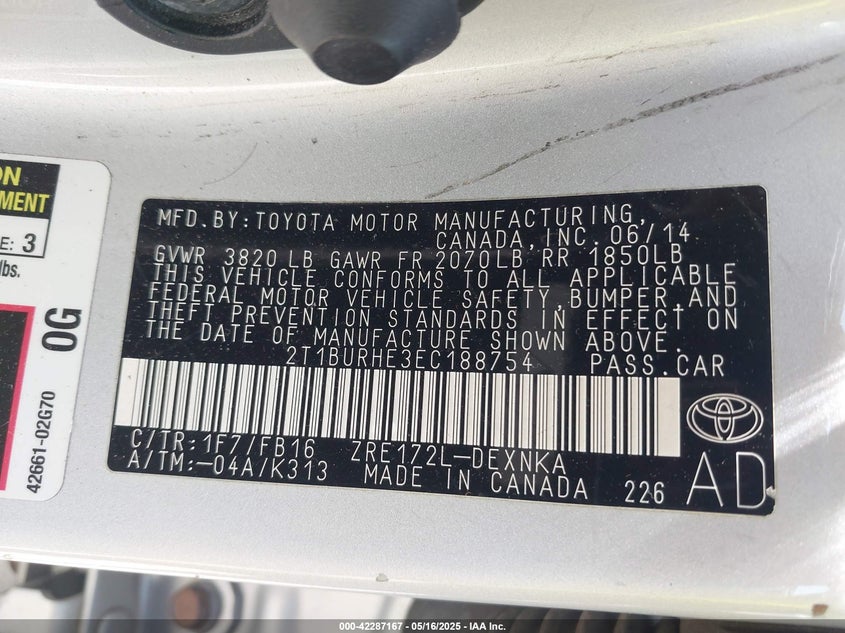 ON
EMENT
E: 3
lbs.
OG
42661-02G70
MFD.BY:TOYOTA MOTOR MANUFACTURING,
CANADA,INC. 06/14
GVWR 3820 LB GAWR FR 2070LB RR 1850LB
THIS VEHICLE CONFORMS TO ALL APPLICABLE
FEDERAL MOTOR VEHICLE SAFETY,BUMPER,AND
THEFT PREVENTION STANDARDS IN EFFECT ON
THE DATE OF MANUFACTURE SHOWN ABOVE.
2T1BURHE3EC188754 PASS.CAR
C/TR:1F7/FB16 ZRE172L-DEXNKA
A/TM:-04A/K313 MADE IN CANADA 226 AD
000-42287167 - 05/16/2025 - IAA Inc.